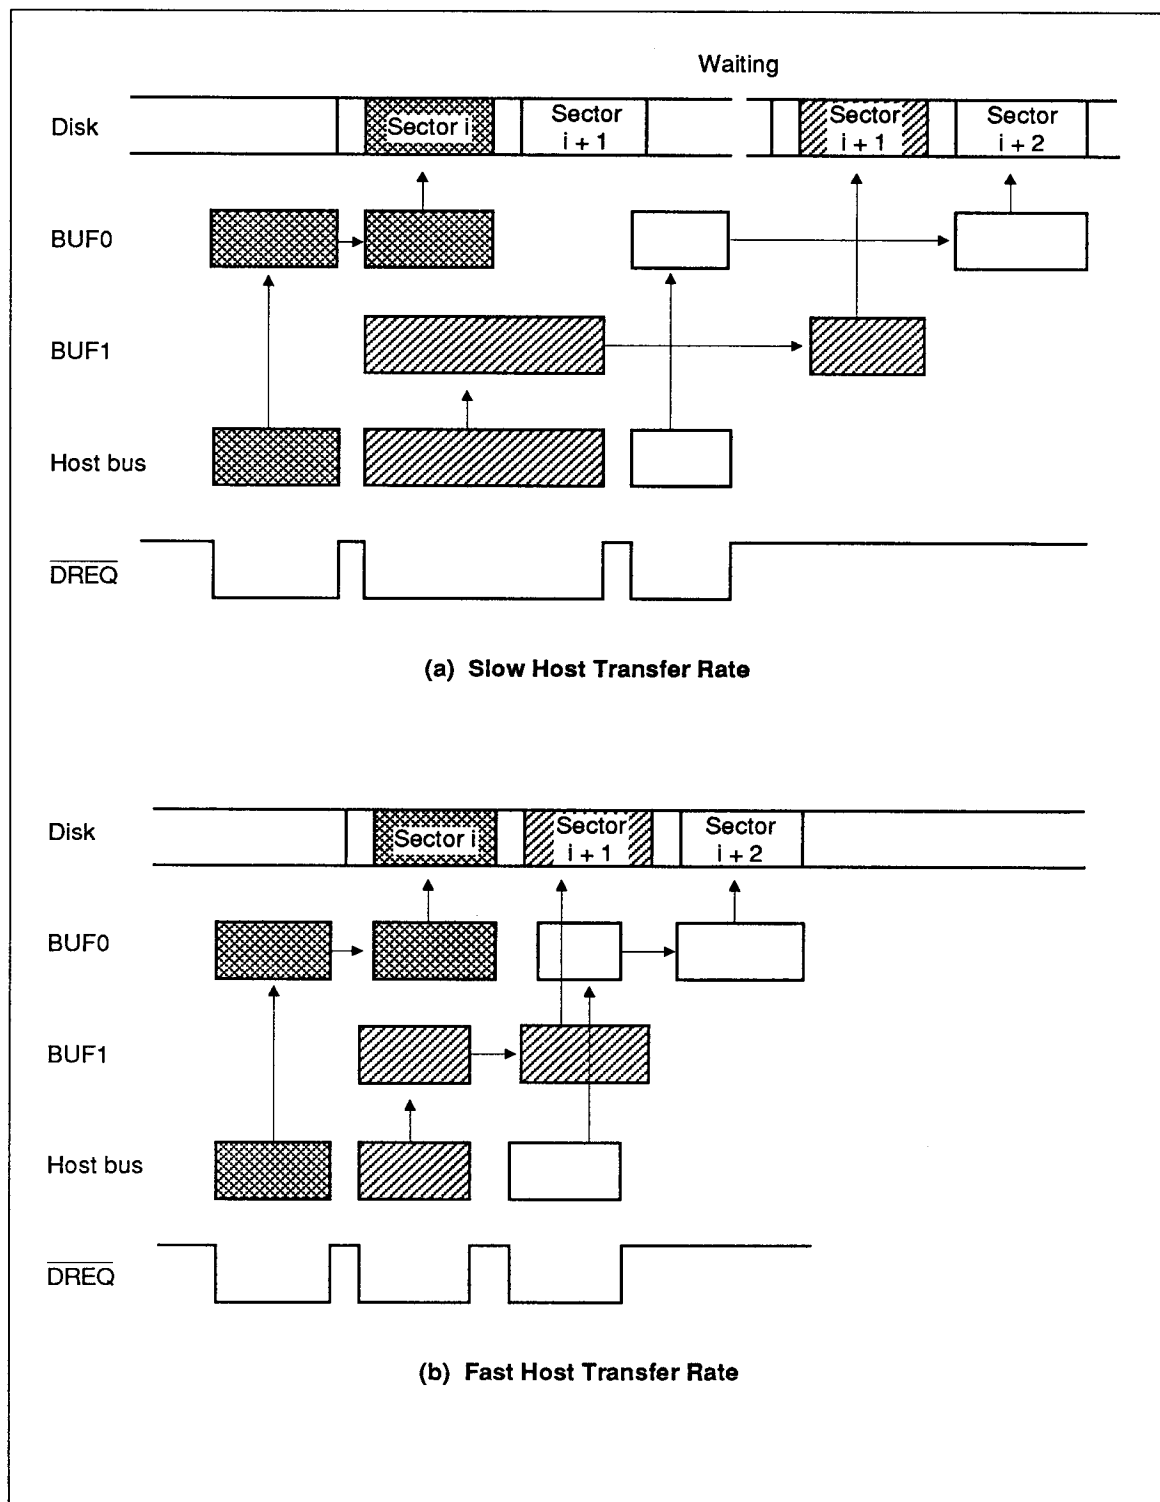 Waiting
Disk
Sector i
Sector
i + 1
Sector
i + 1
Sector
i + 2
BUF0
BUF1
Host bus
DREQ
(a) Slow Host Transfer Rate
Disk
Sector i
Sector
i + 1
Sector
i + 2
BUF0
BUF1
Host bus
DREQ
(b) Fast Host Transfer Rate